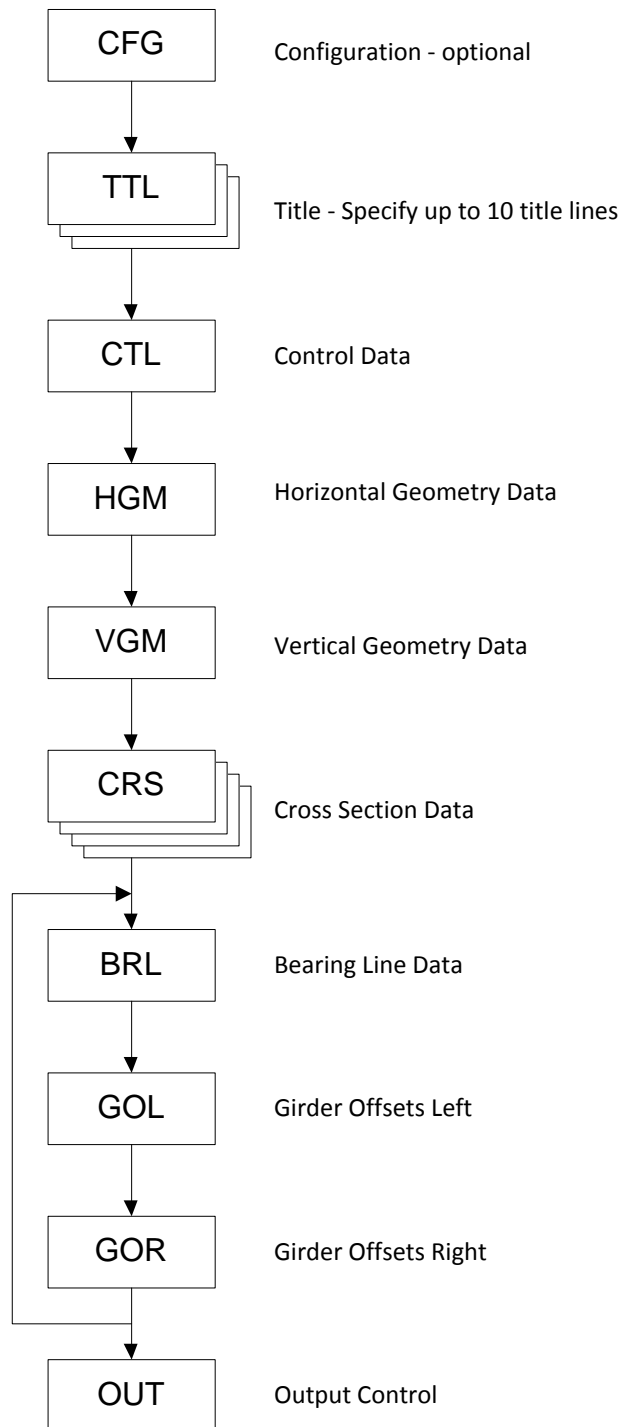 CFG
Configuration - optional
TTL
Title - Specify up to 10 title lines
CTL
Control Data
HGM
Horizontal Geometry Data
VGM
Vertical Geometry Data
CRS
Cross Section Data
BRL
Bearing Line Data
GOL
Girder Offsets Left
GOR
Girder Offsets Right
OUT
Output Control